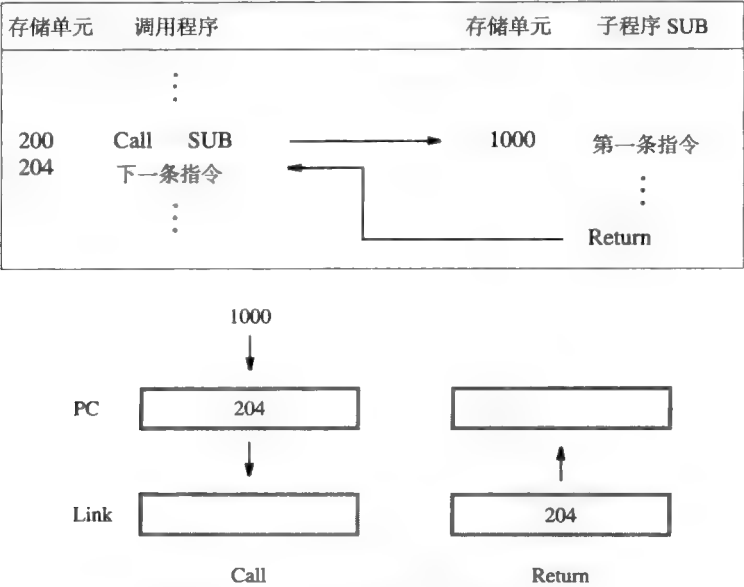 存储单元 调用程序 存储单元 子程序 SUB
200 Call SUB 1000 第一条指令
204 下一条指令
Return
1000
PC 204
Link 204
Call Return